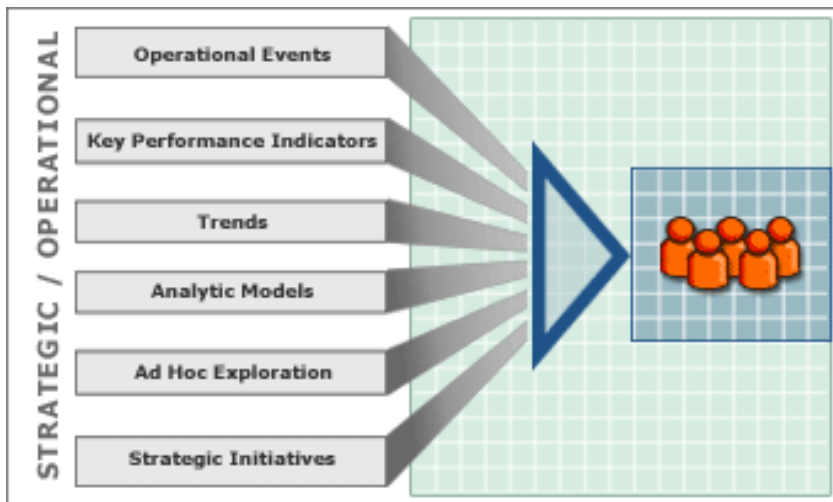 STRATEGIC / OPERATIONAL
Operational Events
Key Performance Indicators
Trends
Analytic Models
Ad Hoc Exploration
Strategic Initiatives